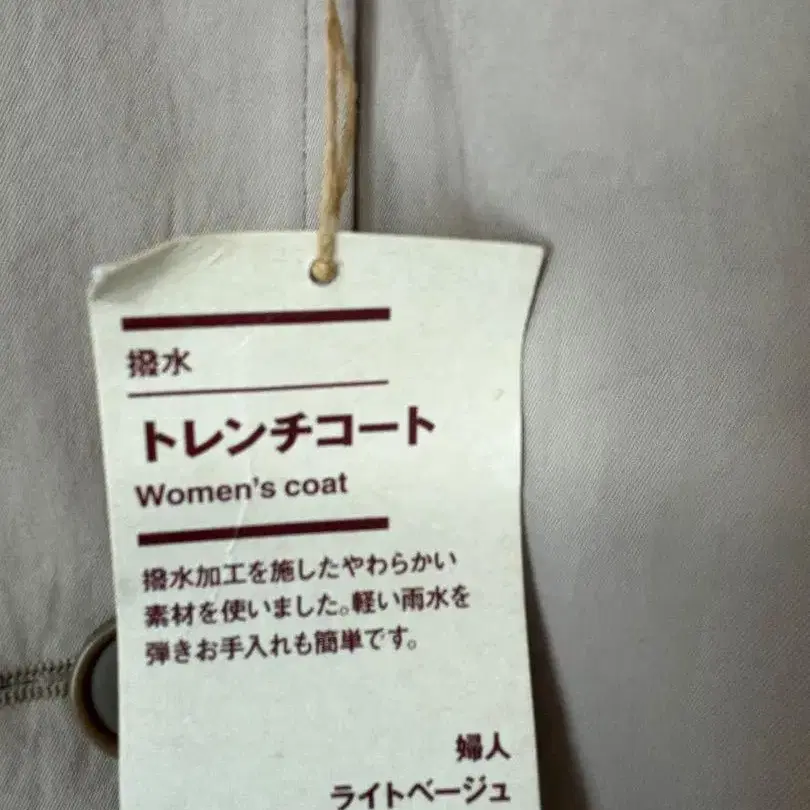 撥水
トレンチコート
Women's coat
撥水加工を施したやわらかい
素材を使いました。軽い雨水を
弾きお手入れも簡単です。
婦人
ライトベージュ